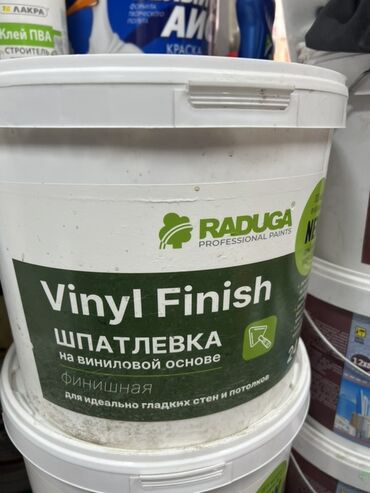 ЛАКРА
Клей ПВА
СТРОИТЕЛЬ
КРАСКА
RADUGA
PROFESSIONAL PAINTS
Vinyl Finish
ШПАТЛЕВКА
на виниловой основе
финишная
для идеально гладких стен и потолков